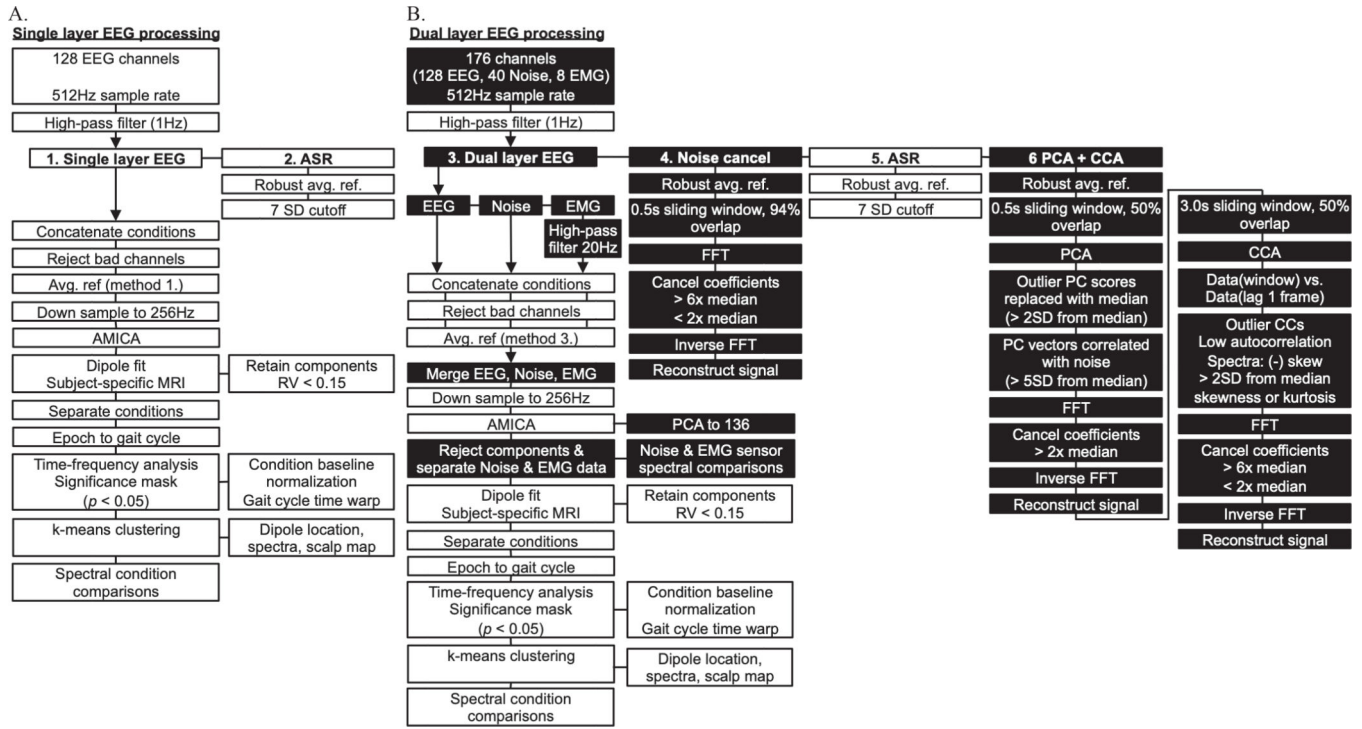 A.
Single layer EEG processing
128 EEG channels
512Hz sample rate
High-pass filter (1Hz)
1. Single layer EEG
2. ASR
Robust avg. ref.
7 SD cutoff
Concatenate conditions
Reject bad channels
Avg. ref (method 1.)
Down sample to 256Hz
AMICA
Dipole fit
Subject-specific MRI
Retain components
RV < 0.15
Separate conditions
Epoch to gait cycle
Time-frequency analysis
Significance mask
(p < 0.05)
Condition baseline
normalization
Gait cycle time warp
k-means clustering
Dipole location,
spectra, scalp map
Spectral condition
comparisons
B.
Dual layer EEG processing
176 channels
(128 EEG, 40 Noise, 8 EMG)
512Hz sample rate
High-pass filter (1Hz)
3. Dual layer EEG
EEG
Noise
EMG
High-pass
filter 20Hz
Concatenate conditions
Reject bad channels
Avg. ref (method 3.)
Merge EEG, Noise, EMG
Down sample to 256Hz
AMICA
PCA to 136
Reject components &
separate Noise & EMG data
Noise & EMG sensor
spectral comparisons
Dipole fit
Subject-specific MRI
Retain components
RV < 0.15
Separate conditions
Epoch to gait cycle
Time-frequency analysis
Significance mask
(p < 0.05)
Condition baseline
normalization
Gait cycle time warp
k-means clustering
Dipole location,
spectra, scalp map
Spectral condition
comparisons
4. Noise cancel
Robust avg. ref.
0.5s sliding window, 94%
overlap
FFT
Cancel coefficients
> 6x median
< 2x median
Inverse FFT
Reconstruct signal
5. ASR
Robust avg. ref.
7 SD cutoff
6 PCA + CCA
Robust avg. ref.
0.5s sliding window, 50%
overlap
PCA
Outlier PC scores
replaced with median
(> 2SD from median)
PC vectors correlated
with noise
(> 5SD from median)
FFT
Cancel coefficients
> 2x median
Inverse FFT
Reconstruct signal
3.0s sliding window, 50%
overlap
CCA
Data(window) vs.
Data(lag 1 frame)
Outlier CCs
Low autocorrelation
Spectra: (-) skew
> 2SD from median
skewness or kurtosis
FFT
Cancel coefficients
> 6x median
< 2x median
Inverse FFT
Reconstruct signal